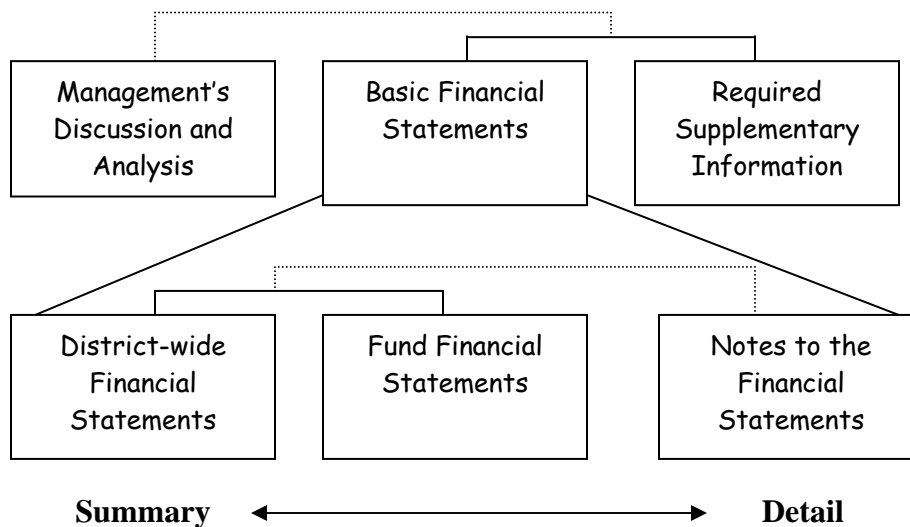 Management’s
Discussion and
Analysis
Basic Financial
Statements
Required
Supplementary
Information
District-wide
Financial
Statements
Fund Financial
Statements
Notes to the
Financial
Statements
Summary
Detail